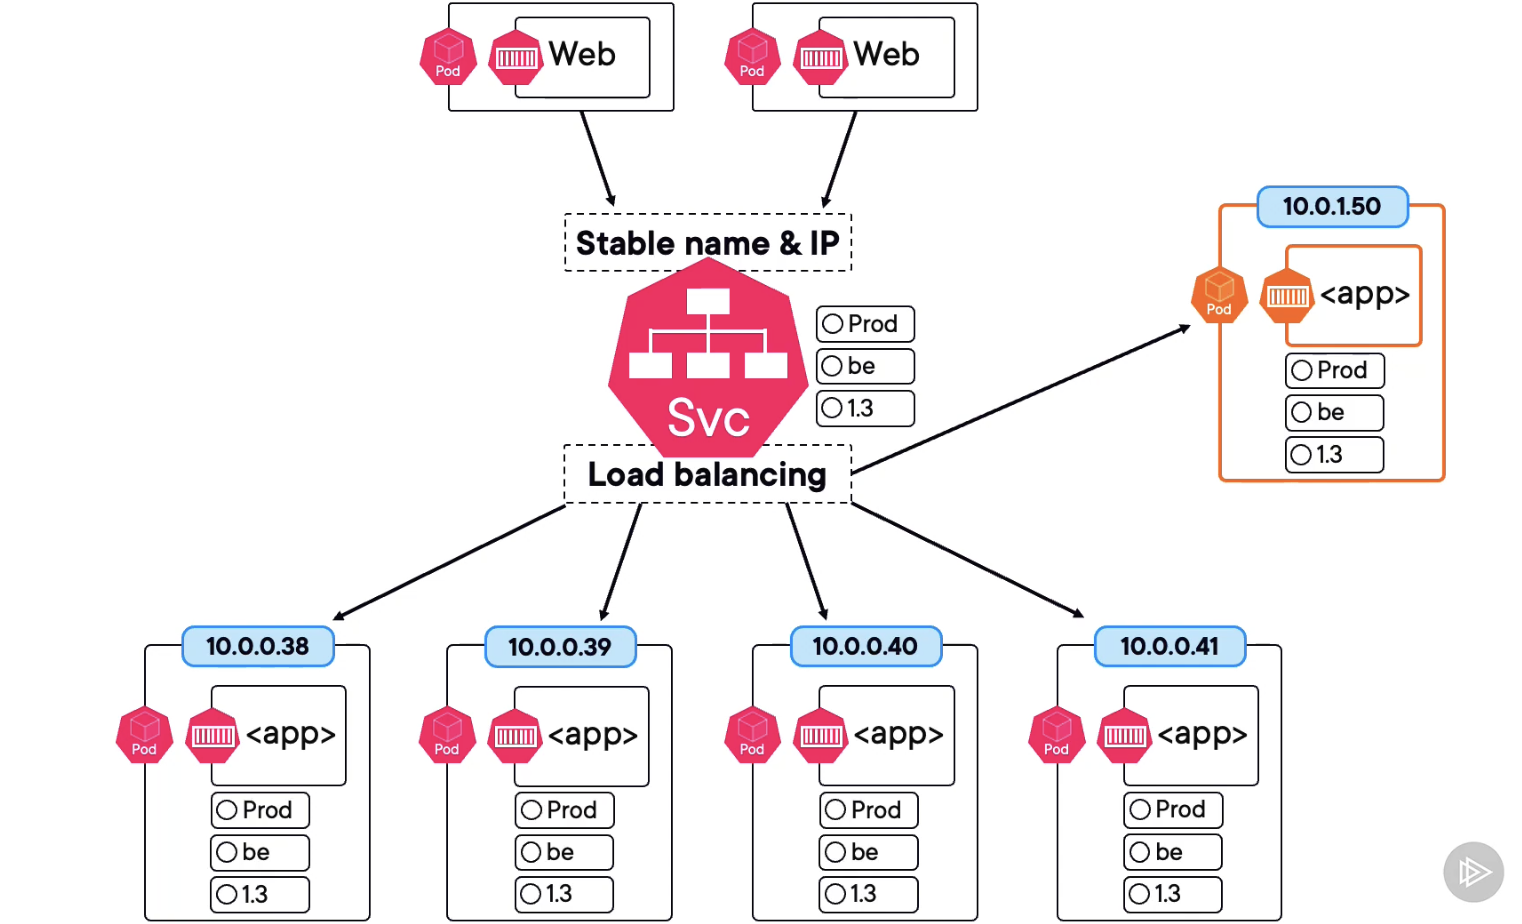 Pod
Web
Pod
Web
Stable name & IP
Svc
Prod
be
1.3
Load balancing
10.0.1.50
Pod
<app>
Prod
be
1.3
10.0.0.38
Pod
<app>
Prod
be
1.3
10.0.0.39
Pod
<app>
Prod
be
1.3
10.0.0.40
Pod
<app>
Prod
be
1.3
10.0.0.41
Pod
<app>
Prod
be
1.3